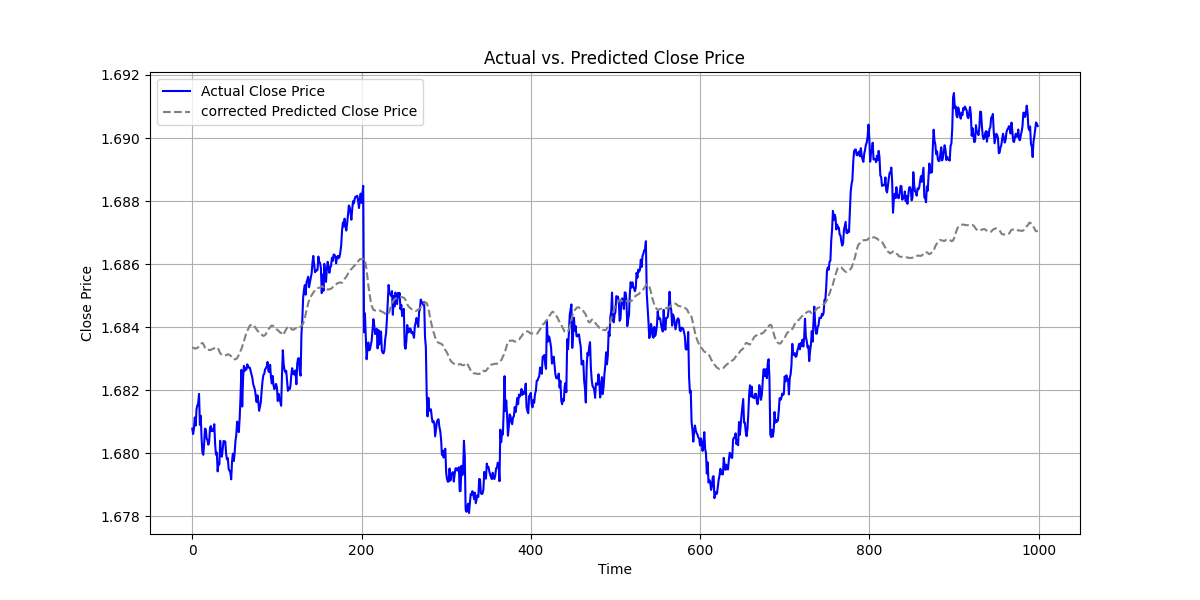 Actual vs. Predicted Close Price
Actual Close Price
corrected Predicted Close Price
Close Price
1.692
1.690
1.688
1.686
1.684
1.682
1.680
1.678
0 200 400 600 800 1000
Time